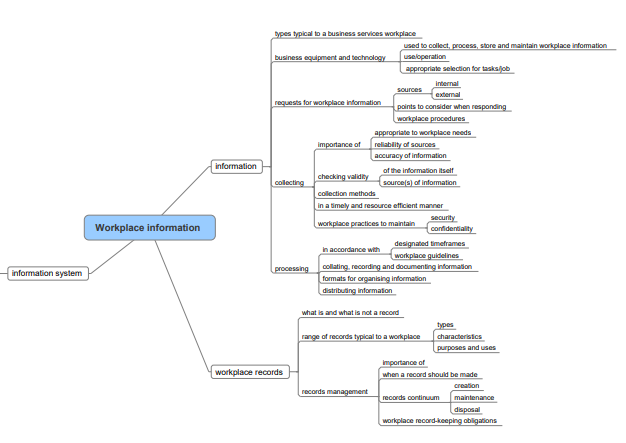 types typical to a business services workplace
business equipment and technology
used to collect, process, store and maintain workplace information
use/operation
appropriate selection for tasks/job
requests for workplace information
sources
internal
external
points to consider when responding
workplace procedures
information
collecting
importance of
appropriate to workplace needs
reliability of sources
accuracy of information
checking validity
of the information itself
source(s) of information
collection methods
in a timely and resource efficient manner
workplace practices to maintain
security
confidentiality
Workplace information
information system
processing
in accordance with
designated timeframes
workplace guidelines
collating, recording and documenting information
formats for organising information
distributing information
workplace records
what is and what is not a record
range of records typical to a workplace
types
characteristics
purposes and uses
records management
importance of
when a record should be made
records continuum
creation
maintenance
disposal
workplace record-keeping obligations